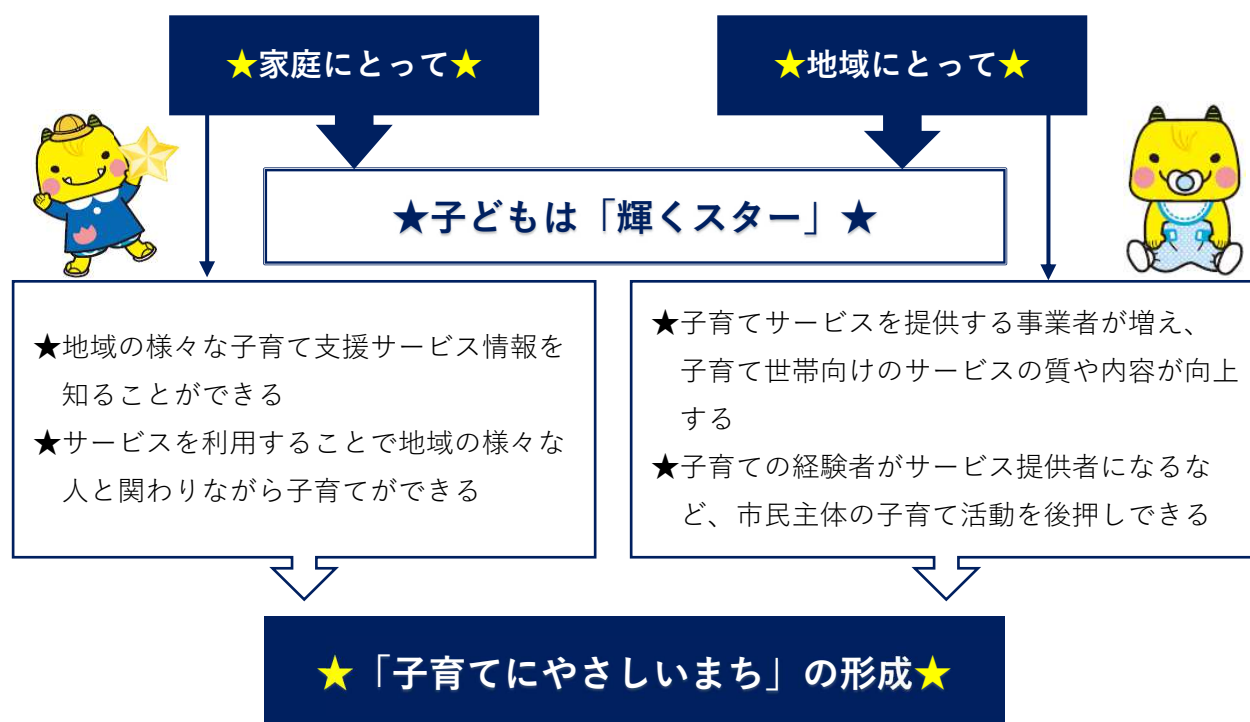 ★家庭にとって★
★地域にとって★
★子どもは「輝くスター」★
★地域の様々な子育て支援サービス情報を
知ることができる
★サービスを利用することで地域の様々な
人と関わりながら子育てができる
★子育てサービスを提供する事業者が増え、
子育て世帯向けのサービスの質や内容が向上
する
★子育ての経験者がサービス提供者になるな
ど、市民主体の子育て活動を後押しできる
★「子育てにやさしいまち」の形成★